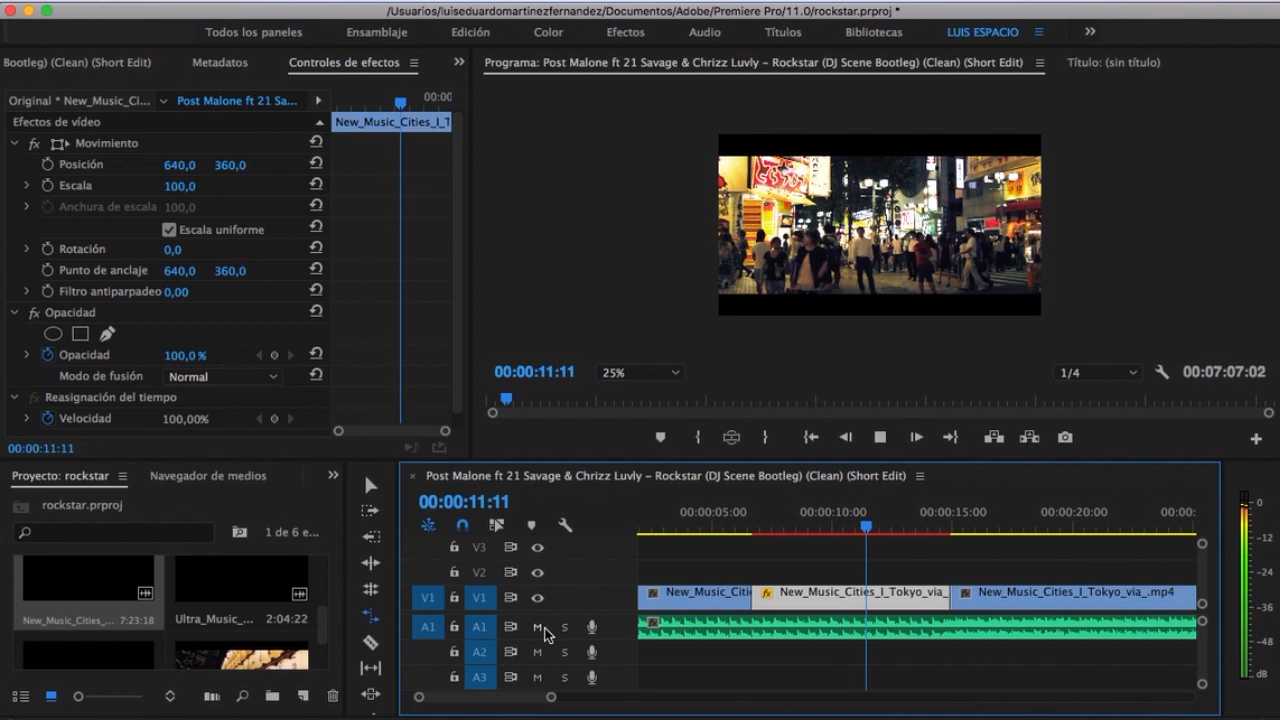 /Usuarios/luiseduardomartinezfernandez/Documentos/Adobe/Premiere Pro/11.0/rockstar.prproj *
Todos los paneles Ensamblaje Edición Color Efectos Audio Títulos Bibliotecas LUIS ESPACIO
Bootleg) (Clean) (Short Edit) Metadatos Controles de efectos
Programa: Post Malone ft 21 Savage & Chrizz Luvly – Rockstar (DJ Scene Bootleg) (Clean) (Short Edit) Título: (sin título)
Original * New_Music_Ci... Post Malone ft 21 Sa... 00:00
Efectos de vídeo New_Music_Cities_I_T
fx Movimiento
Posición 640,0 360,0
Escala 100,0
Anchura de escala 100,0
Escala uniforme
Rotación 0,0
Punto de anclaje 640,0 360,0
Filtro antiparpadeo 0,00
fx Opacidad
Opacidad 100,0 %
Modo de fusión Normal
fx Reasignación del tiempo
Velocidad 100,00%
00:00:11:11
00:00:11:11 25% 1/4 00:07:07:02
Proyecto: rockstar Navegador de medios
rockstar.prproj
1 de 6 e...
New_Music_Cities_... 7:23:18 Ultra_Music_... 2:04:22
Post Malone ft 21 Savage & Chrizz Luvly – Rockstar (DJ Scene Bootleg) (Clean) (Short Edit)
00:00:11:11
00:00:05:00 00:00:10:00 00:00:15:00 00:00:20:00 00:00:
V3
V2
V1 V1 New_Music_Citi fx New_Music_Cities_I_Tokyo_via_ New_Music_Cities_I_Tokyo_via_.mp4
A1 A1 M S
A2 M S
A3 M S
0
-12
-24
-36
-48
dB